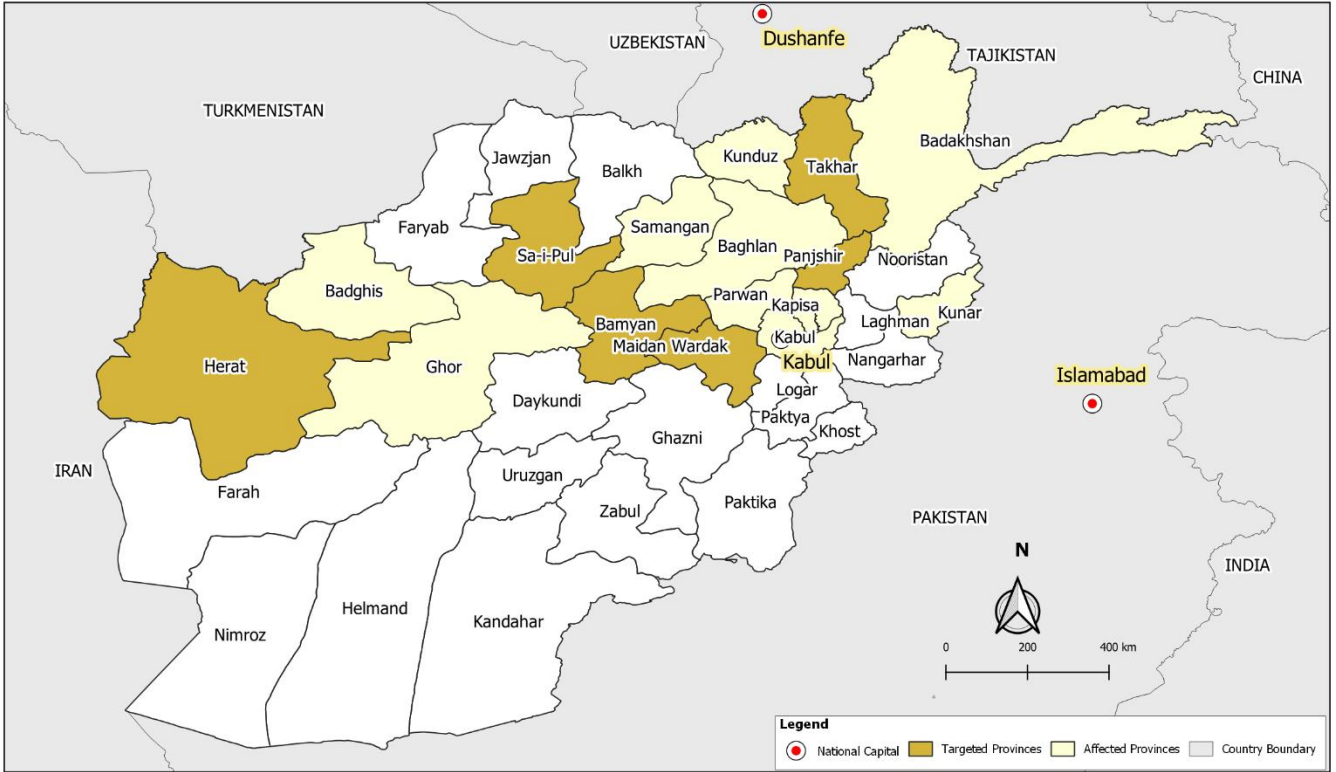 UZBEKISTAN
Dushanfe
TAJIKISTAN
CHINA
TURKMENISTAN
Jawzjan
Balkh
Kunduz
Takhar
Badakhshan
Faryab
Sa-i-Pul
Samangan
Baghlan
Panjshir
Nooristan
Badghis
Parwan
Kapisa
Kunar
Laghman
Bamyan
Kabul
Maidan Wardak
Kabul
Nangarhar
Herat
Ghor
Islamabad
Daykundi
Logar
Paktya
Khost
Ghazni
IRAN
Farah
Uruzgan
Zabul
Paktika
PAKISTAN
INDIA
N
Nimroz
Helmand
Kandahar
0 200 400 km
Legend
National Capital Targeted Provinces Affected Provinces Country Boundary